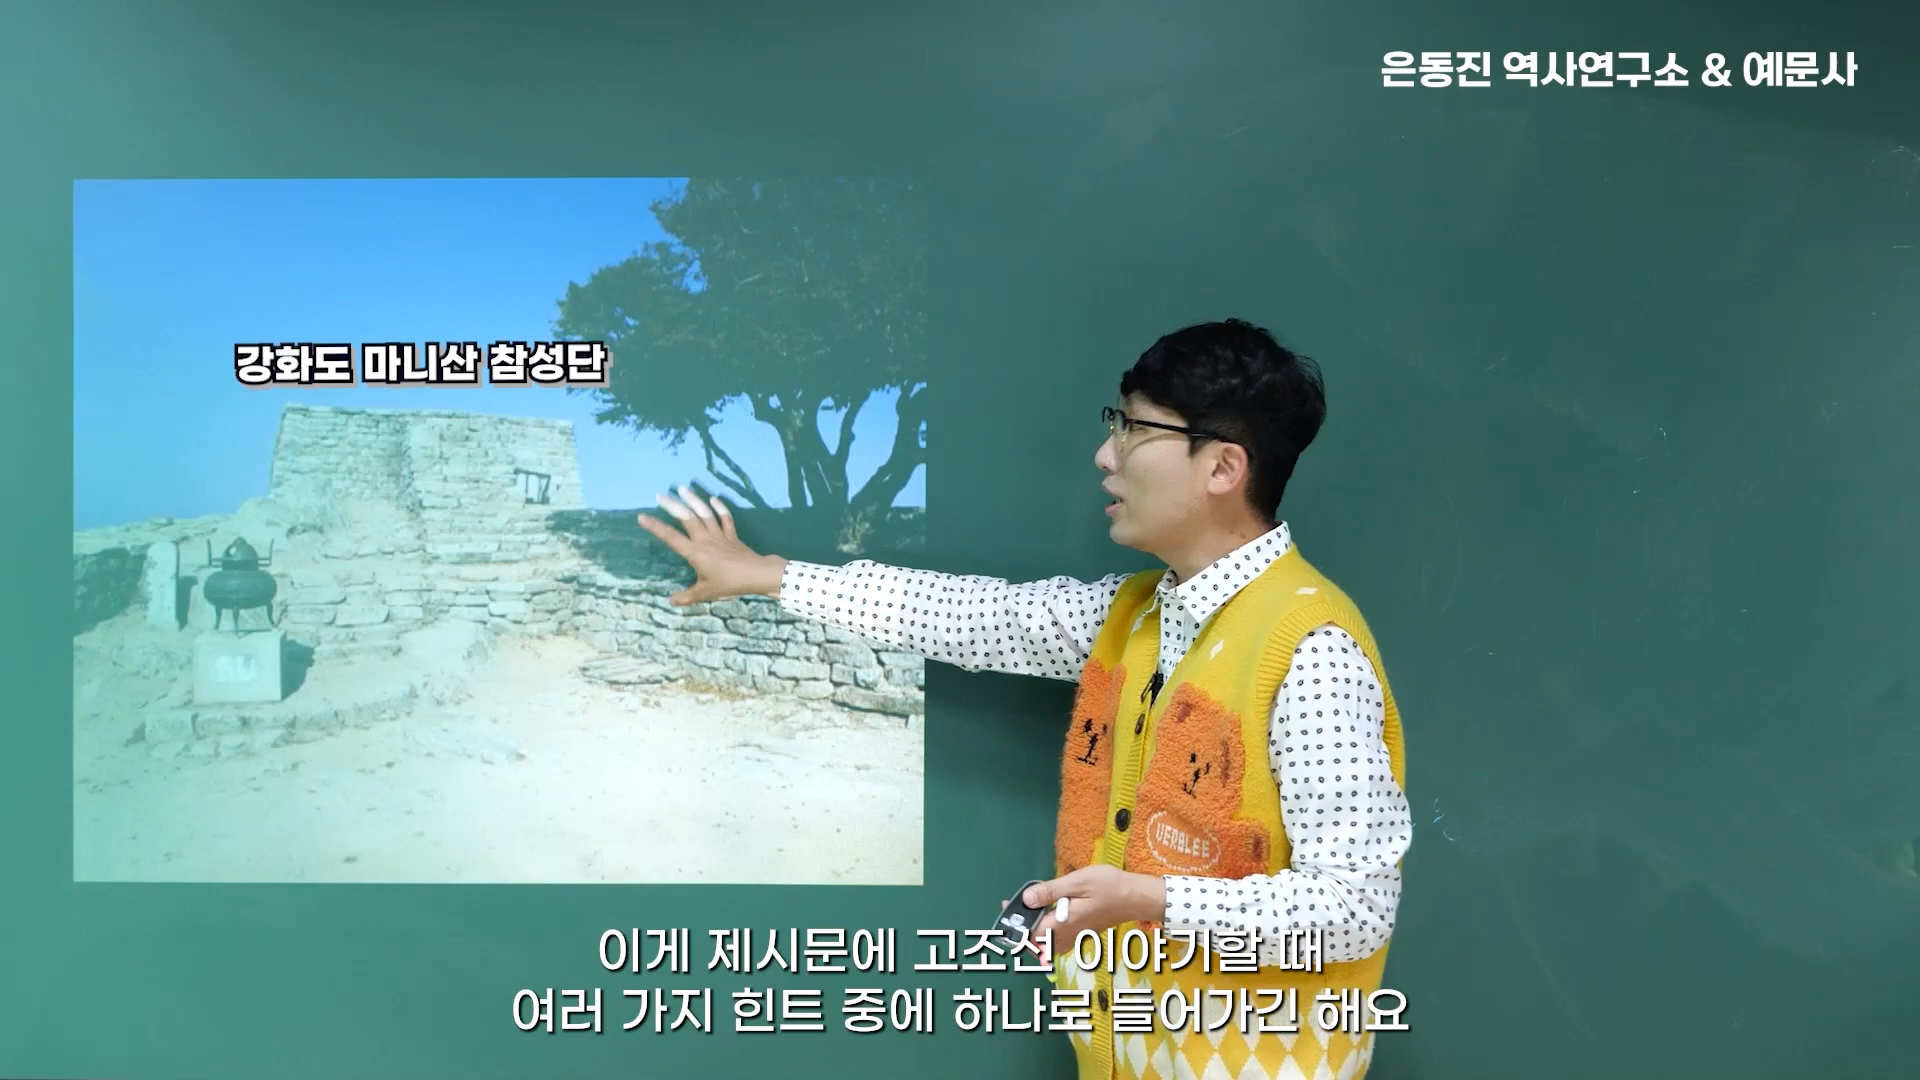 은동진 역사연구소 & 예문사
강화도 마니산 참성단
VERBLEE
이게 제시문에 고조선 이야기할 때
여러 가지 힌트 중에 하나로 들어가긴 해요